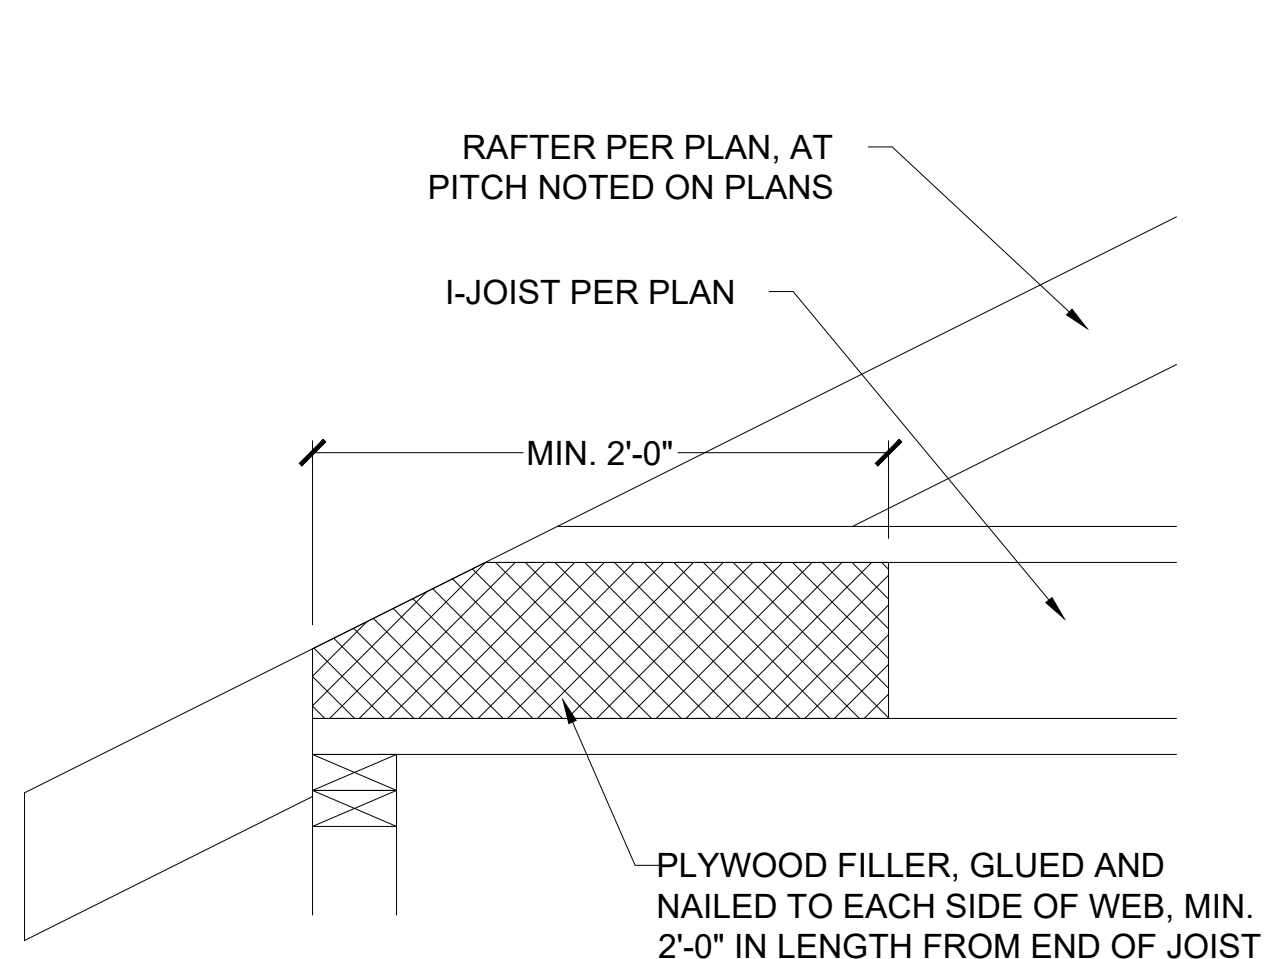 RAFTER PER PLAN, AT
PITCH NOTED ON PLANS
I-JOIST PER PLAN
MIN. 2'-0"
PLYWOOD FILLER, GLUED AND
NAILED TO EACH SIDE OF WEB, MIN.
2'-0" IN LENGTH FROM END OF JOIST